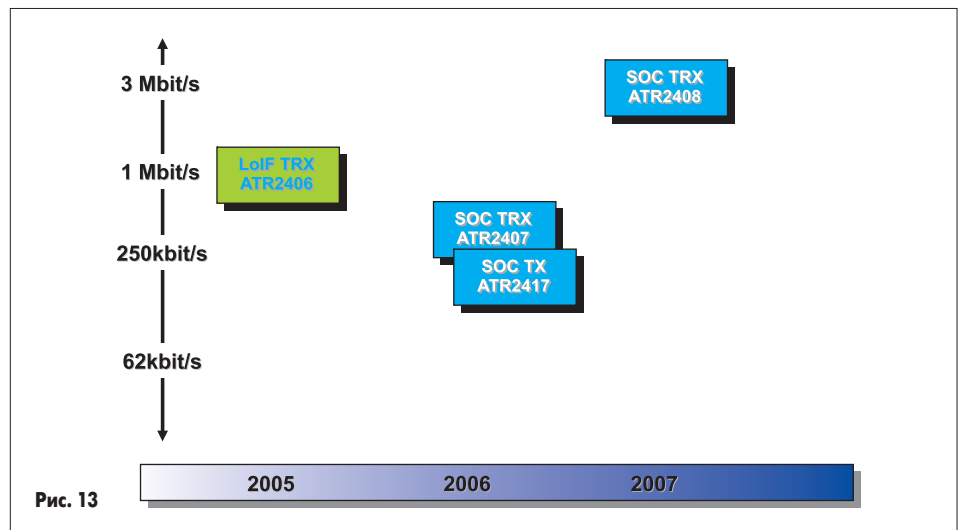 3 Mbit/s
SOC TRX
ATR2408
1 Mbit/s
LoIF TRX
ATR2406
SOC TRX
ATR2407
250kbit/s
SOC TX
ATR2417
62kbit/s
2005
2006
2007
Рис. 13